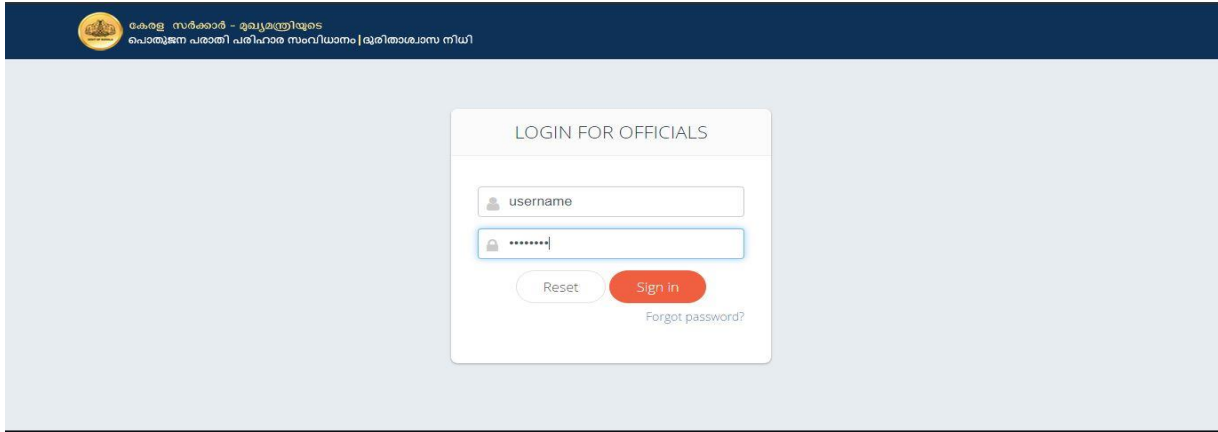 കേരള സർക്കാർ - മുഖ്യമന്ത്രിയുടെ
പൊതുജന പരാതി പരിഹാര സംവിധാനം|ദുരിതാശ്വാസ നിധി
LOGIN FOR OFFICIALS
username
••••••••
Reset Sign in
Forgot password?